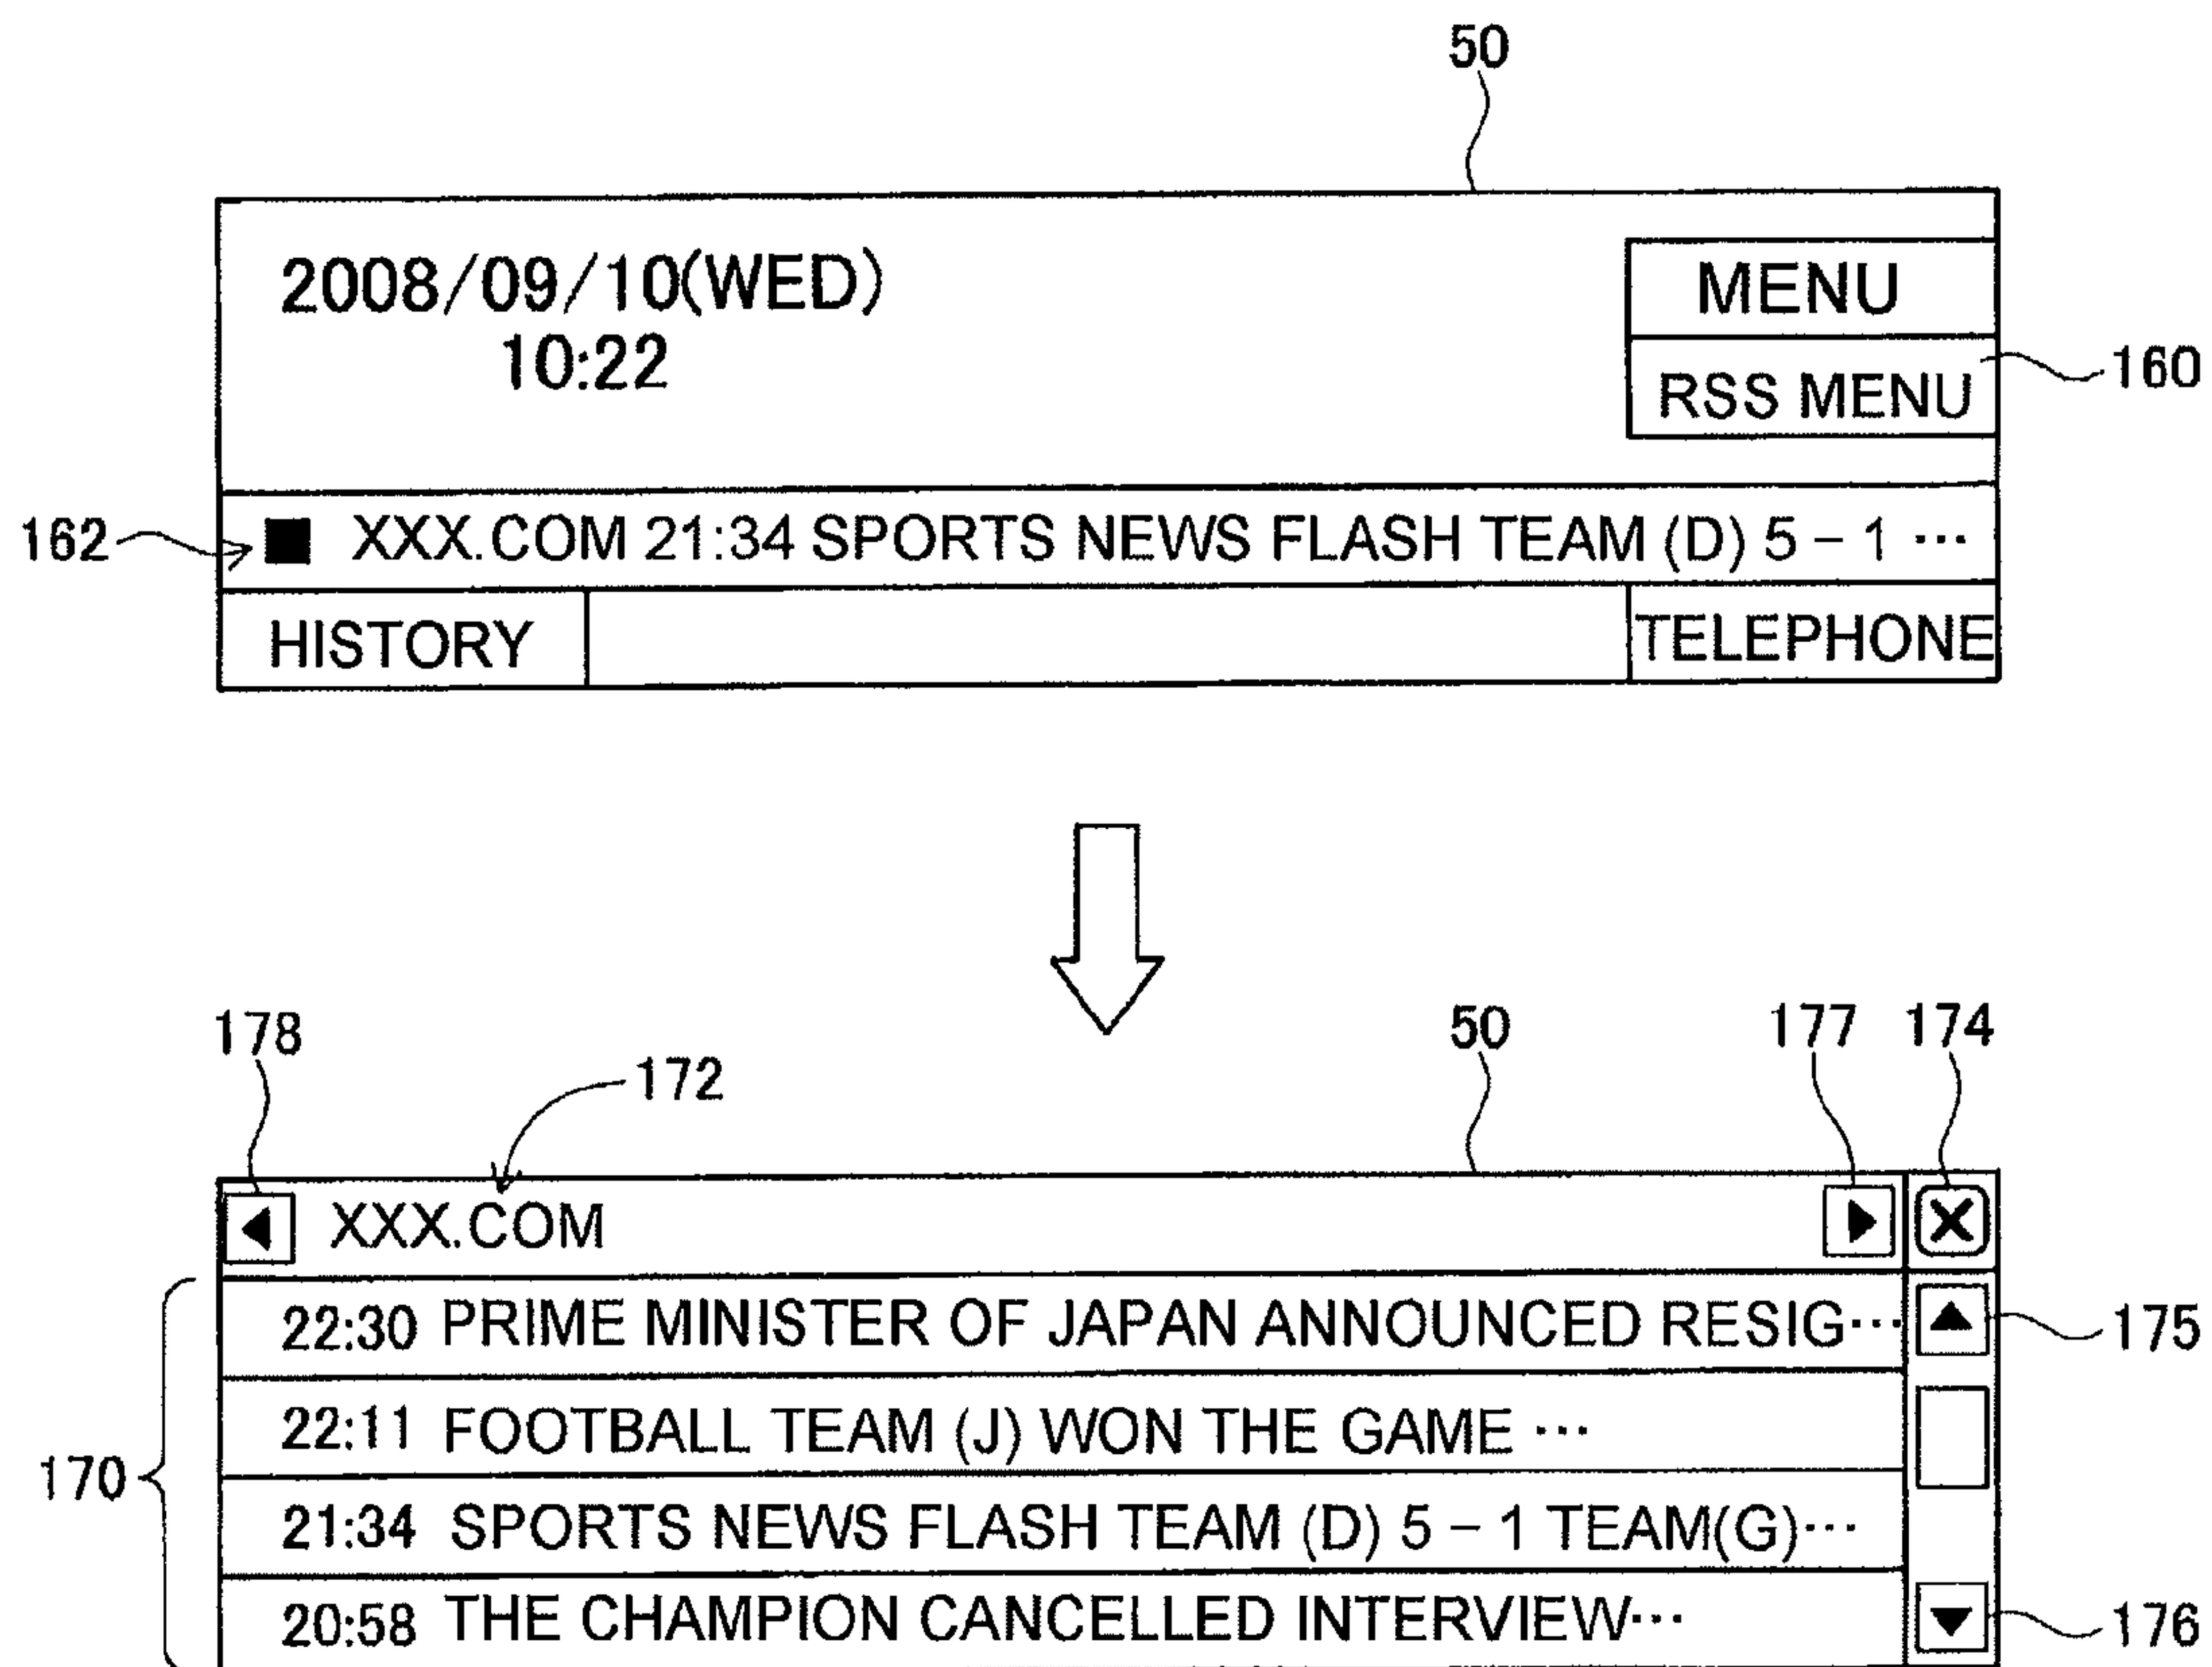 50
2008/09/10(WED)
10:22
MENU
RSS MENU
160
162
■ XXX.COM 21:34 SPORTS NEWS FLASH TEAM (D) 5 – 1 …
HISTORY
TELEPHONE
178
172
50
177
174
XXX.COM
170
22:30 PRIME MINISTER OF JAPAN ANNOUNCED RESIG…
175
22:11 FOOTBALL TEAM (J) WON THE GAME …
21:34 SPORTS NEWS FLASH TEAM (D) 5 – 1 TEAM(G)…
20:58 THE CHAMPION CANCELLED INTERVIEW…
176